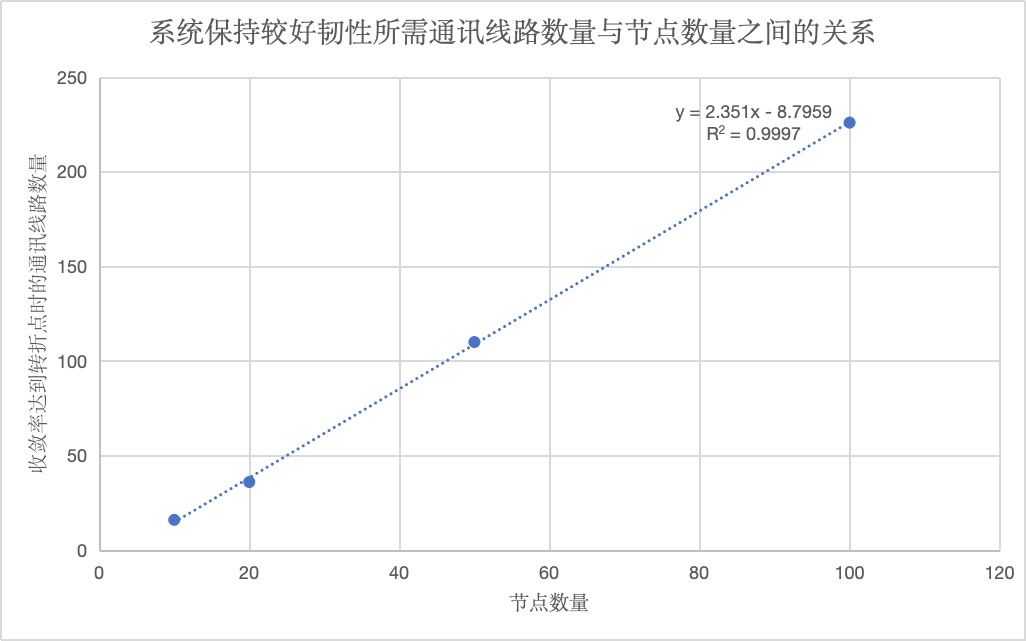 系统保持较好韧性所需通讯线路数量与节点数量之间的关系
收敛率达到转折点时的通讯线路数量
250
200
150
100
50
0
y = 2.351x - 8.7959
R² = 0.9997
0 20 40 60 80 100 120
节点数量